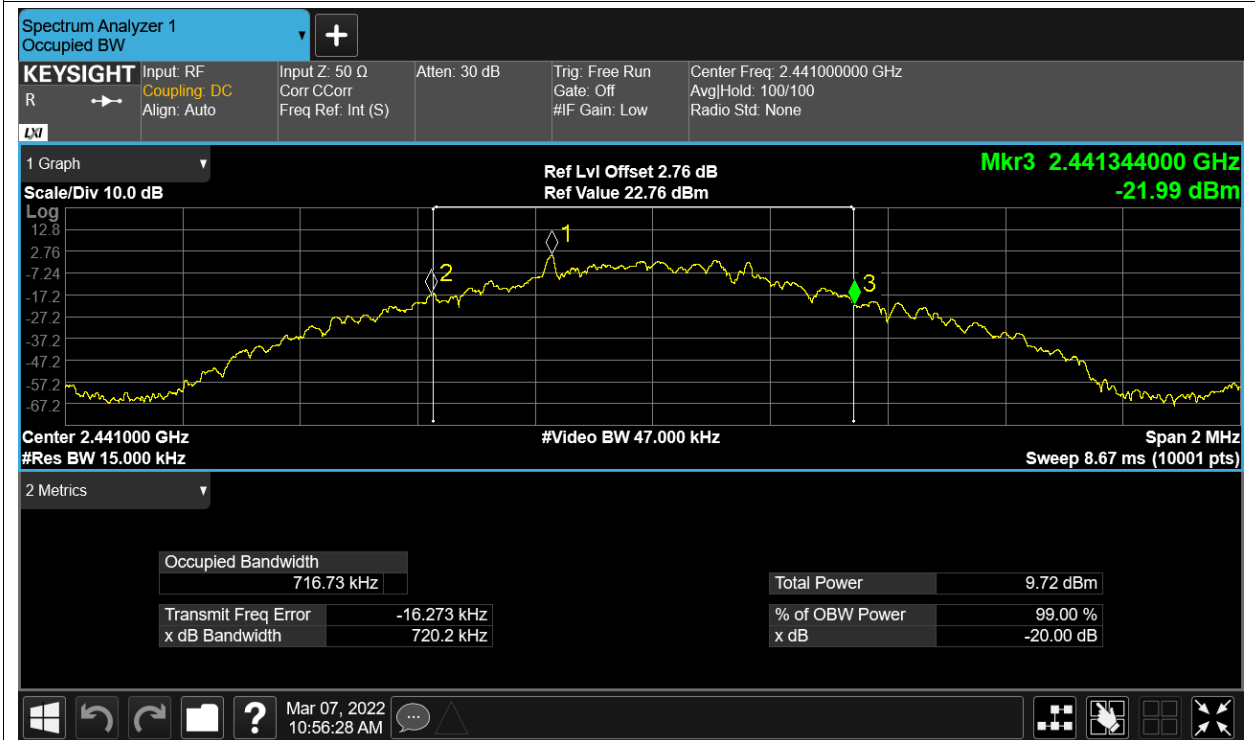 Spectrum Analyzer 1
Occupied BW
+
KEYSIGHT
R
LXI
Input: RF
Coupling: DC
Align: Auto
Input Z: 50 Ω
Corr CCorr
Freq Ref: Int (S)
Atten: 30 dB
Trig: Free Run
Gate: Off
#IF Gain: Low
Center Freq: 2.441000000 GHz
Avg|Hold: 100/100
Radio Std: None
1 Graph
Scale/Div 10.0 dB
Ref Lvl Offset 2.76 dB
Ref Value 22.76 dBm
Mkr3 2.441344000 GHz
-21.99 dBm
Log
12.8
2.76
-7.24
-17.2
-27.2
-37.2
-47.2
-57.2
-67.2
1
2
3
Center 2.441000 GHz
#Video BW 47.000 kHz
Span 2 MHz
#Res BW 15.000 kHz
Sweep 8.67 ms (10001 pts)
2 Metrics
Occupied Bandwidth
716.73 kHz
Transmit Freq Error -16.273 kHz
x dB Bandwidth 720.2 kHz
Total Power 9.72 dBm
% of OBW Power 99.00 %
x dB -20.00 dB
?
Mar 07, 2022
10:56:28 AM